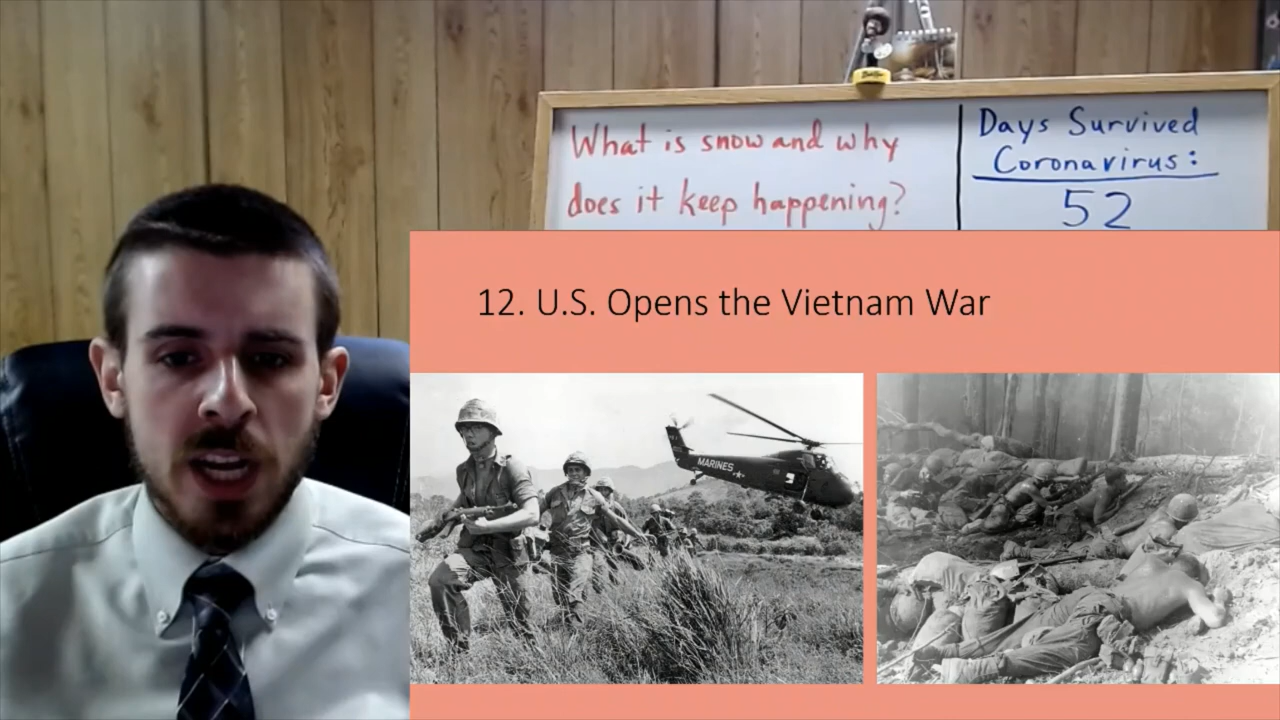 What is snow and why
does it keep happening?
Days Survived
Coronavirus:
52
12. U.S. Opens the Vietnam War
MARINES